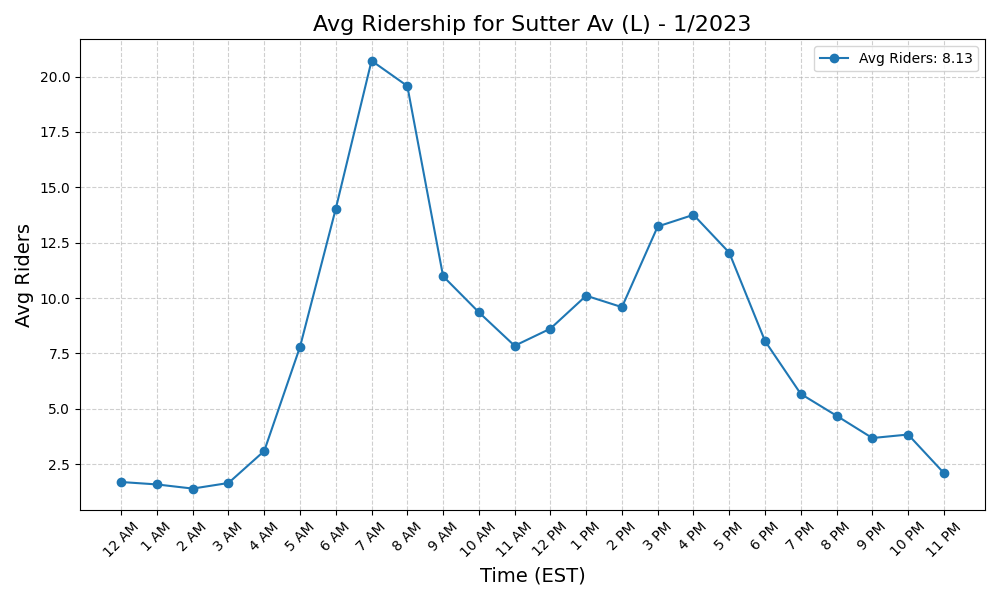 Avg Ridership for Sutter Av (L) - 1/2023
Avg Riders: 8.13
Avg Riders
20.0
17.5
15.0
12.5
10.0
7.5
5.0
2.5
12 AM
1 AM
2 AM
3 AM
4 AM
5 AM
6 AM
7 AM
8 AM
9 AM
10 AM
11 AM
12 PM
1 PM
2 PM
3 PM
4 PM
5 PM
6 PM
7 PM
8 PM
9 PM
10 PM
11 PM
Time (EST)